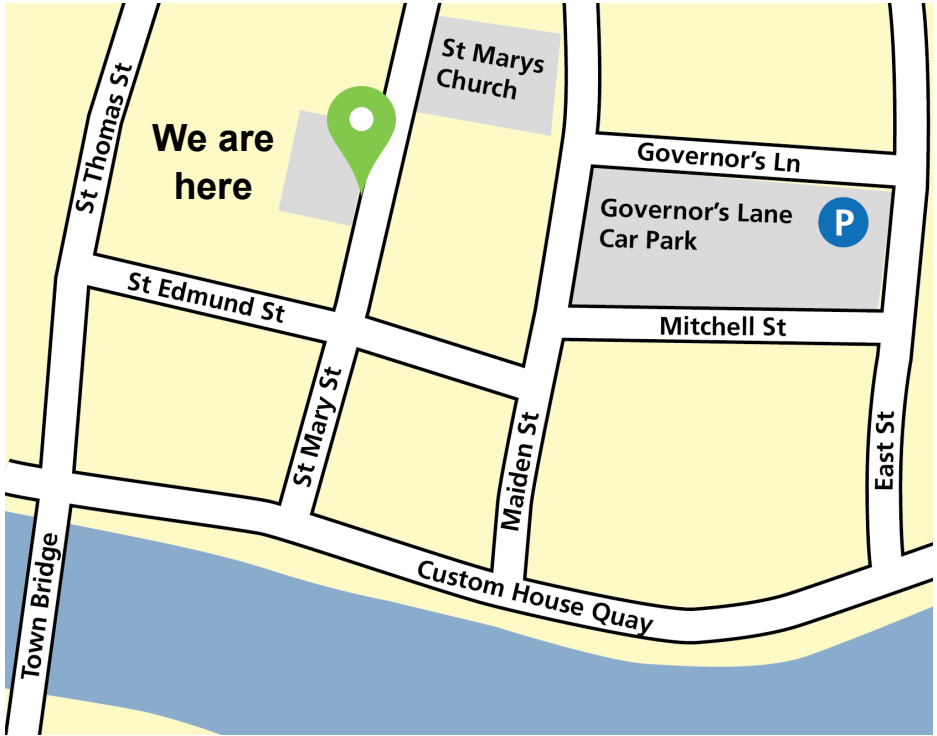 St Marys
Church
St Thomas St
We are
here
Governor's Ln
Governor's Lane
Car Park
P
St Edmund St
Mitchell St
St Mary St
Maiden St
East St
Town Bridge
Custom House Quay